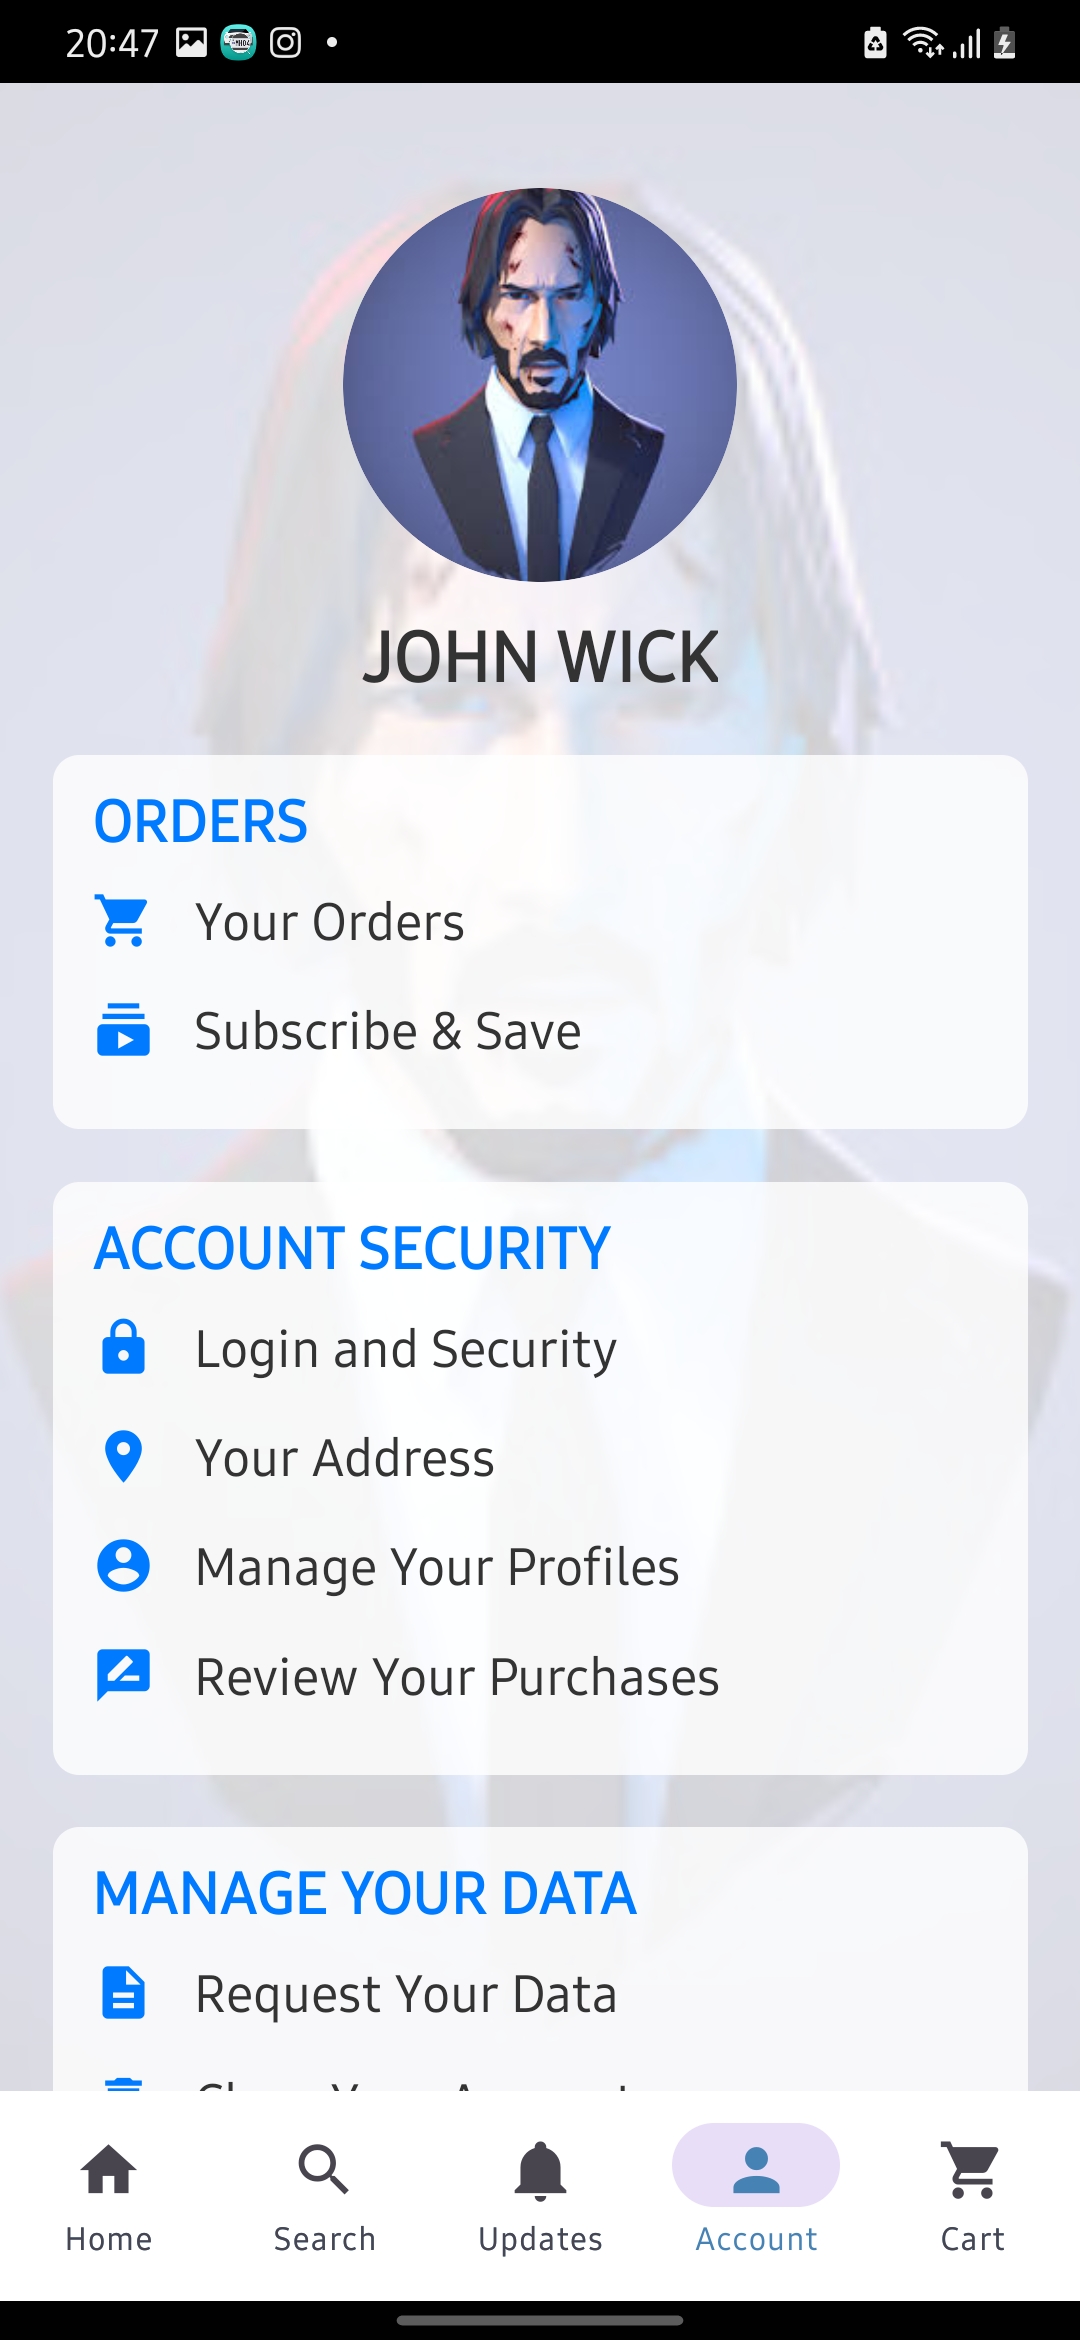 20:47
JOHN WICK
ORDERS
Your Orders
Subscribe & Save
ACCOUNT SECURITY
Login and Security
Your Address
Manage Your Profiles
Review Your Purchases
MANAGE YOUR DATA
Request Your Data
Home Search Updates Account Cart